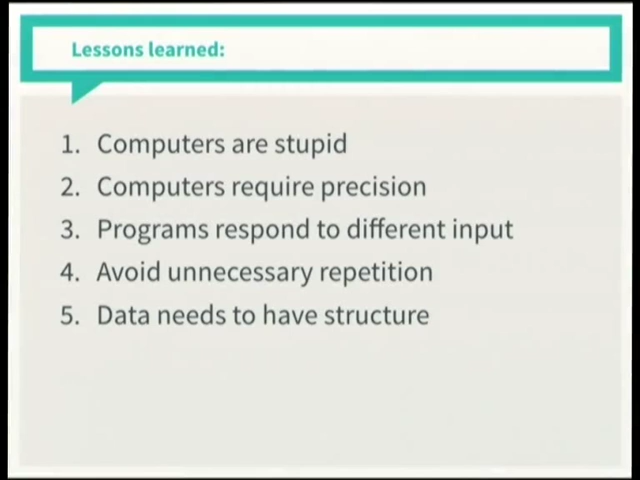 Lessons learned:
1. Computers are stupid
2. Computers require precision
3. Programs respond to different input
4. Avoid unnecessary repetition
5. Data needs to have structure